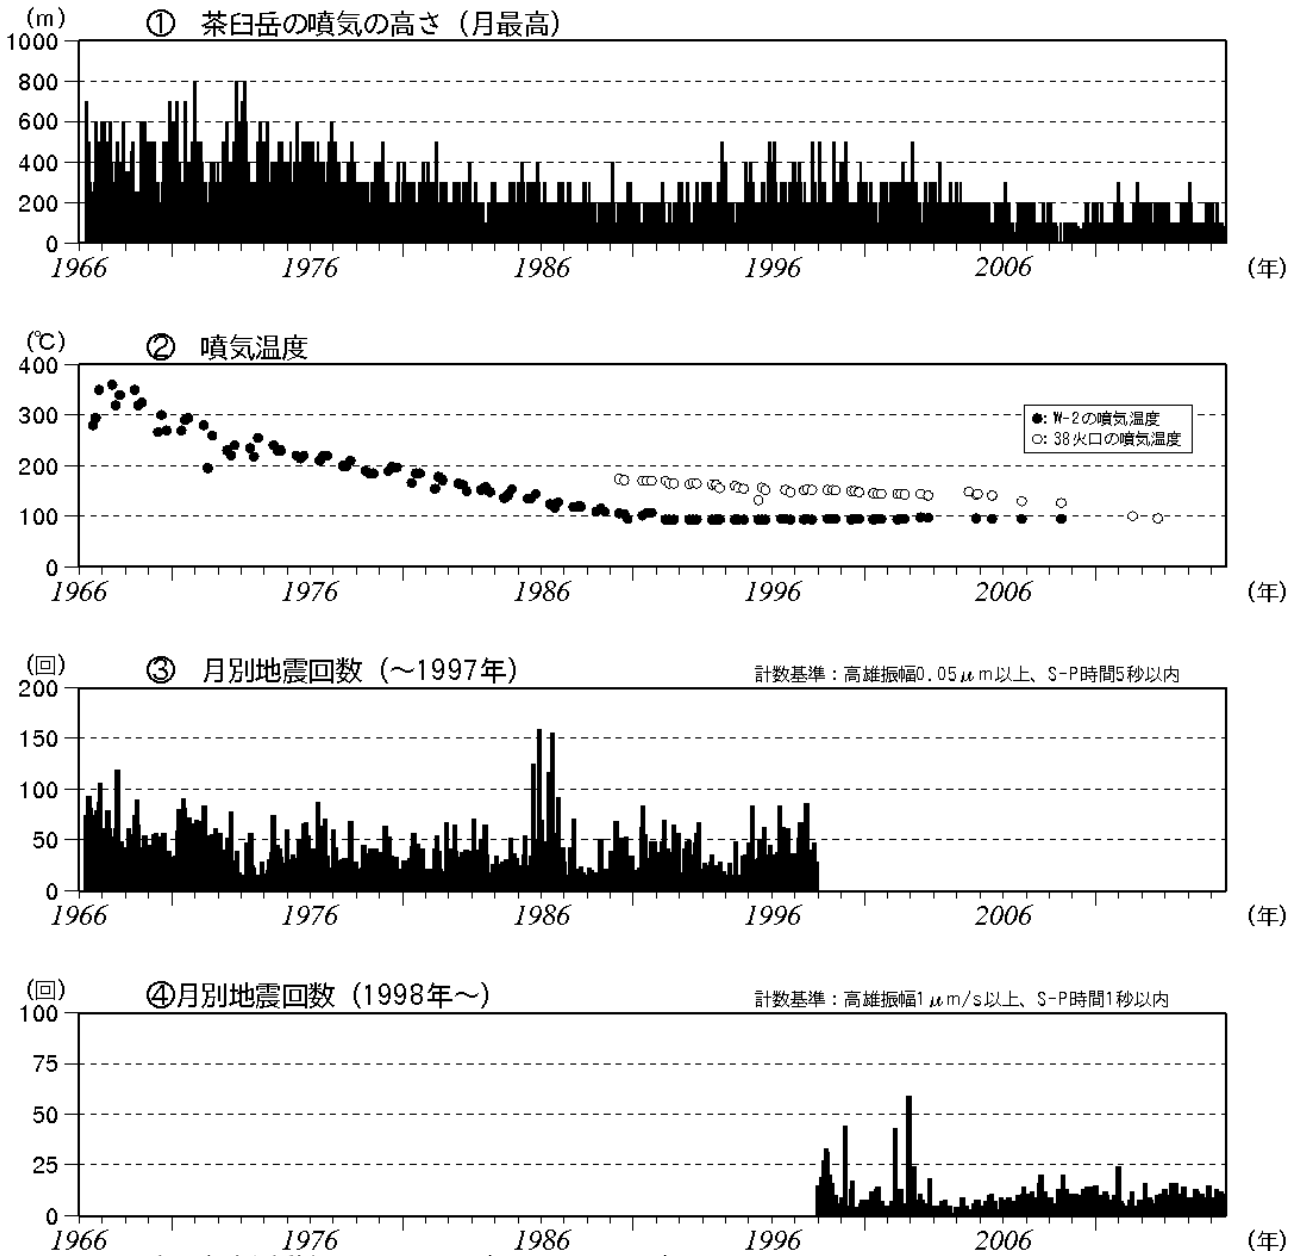 (m)
① 茶臼岳の噴気の高さ (月最高)
1000
800
600
400
200
0
1966 1976 1986 1996 2006 (年)
(℃)
② 噴気温度
400
300
200
100
0
●: W-2の噴気温度
○: 38火口の噴気温度
1966 1976 1986 1996 2006 (年)
(回)
③ 月別地震回数 (～1997年)
計数基準：高雄振幅0.05μm以上、S-P時間5秒以内
200
150
100
50
0
1966 1976 1986 1996 2006 (年)
(回)
④月別地震回数 (1998年～)
計数基準：高雄振幅1μm/s以上、S-P時間1秒以内
100
75
50
25
0
1966 1976 1986 1996 2006 (年)